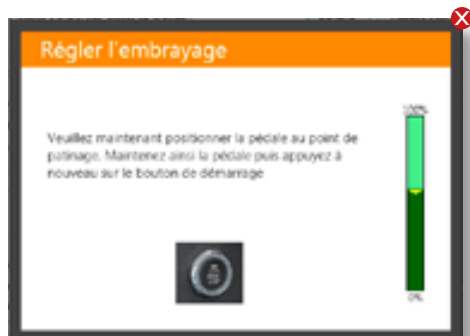 Régler l'embrayage
100%
Veuillez maintenant positionner la pédale au point de
patinage. Maintenez ainsi la pédale puis appuyez à
nouveau sur le bouton de démarrage
0%